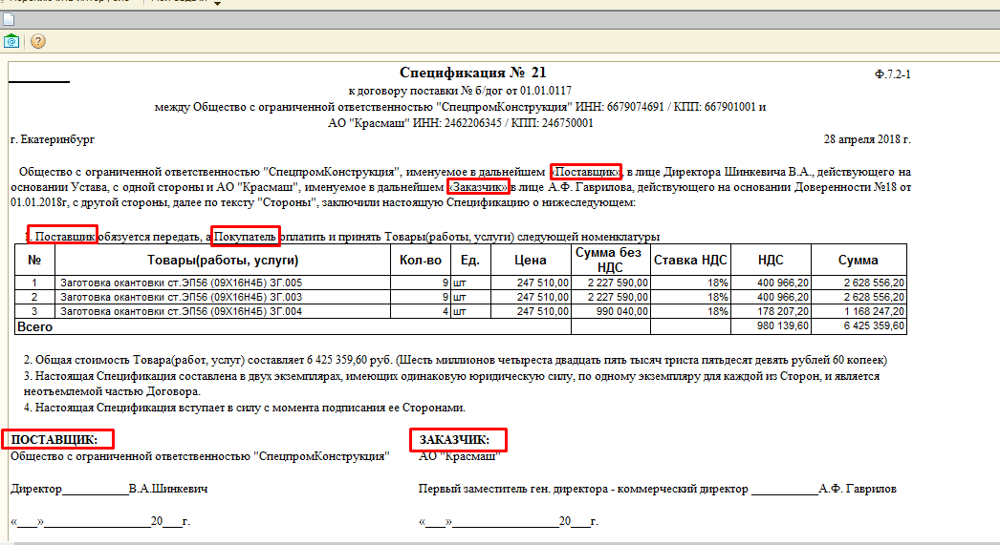 Спецификация № 21
Ф.7.2-1
к договору поставки № б/дог от 01.01.0117
между Общество с ограниченной ответственностью "СпецпромКонструкция" ИНН: 6679074691 / КПП: 667901001 и
АО "Красмаш" ИНН: 2462206345 / КПП: 246750001
г. Екатеринбург 28 апреля 2018 г.
Общество с ограниченной ответственностью "СпецпромКонструкция", именуемое в дальнейшем «Поставщик», в лице Директора Шинкевича В.А., действующего на
основании Устава, с одной стороны и АО "Красмаш", именуемое в дальнейшем «Заказчик» в лице А.Ф. Гаврилова, действующего на основании Доверенности №18 от
01.01.2018г, с другой стороны, далее по тексту "Стороны", заключили настоящую Спецификацию о нижеследующем:
1. Поставщик обязуется передать, а Покупатель оплатить и принять Товары(работы, услуги) следующей номенклатуры
№ Товары(работы, услуги) Кол-во Ед. Цена Сумма без НДС Ставка НДС НДС Сумма
1 Заготовка окантовки ст.ЭП56 (09Х16Н4Б) ЗГ.005 9 шт 247 510,00 2 227 590,00 18% 400 966,20 2 628 556,20
2 Заготовка окантовки ст.ЭП56 (09Х16Н4Б) ЗГ.003 9 шт 247 510,00 2 227 590,00 18% 400 966,20 2 628 556,20
3 Заготовка окантовки ст.ЭП56 (09Х16Н4Б) ЗГ.004 4 шт 247 510,00 990 040,00 18% 178 207,20 1 168 247,20
Всего 980 139,60 6 425 359,60
2. Общая стоимость Товара(работ, услуг) составляет 6 425 359,60 руб. (Шесть миллионов четыреста двадцать пять тысяч триста пятьдесят девять рублей 60 копеек)
3. Настоящая Спецификация составлена в двух экземплярах, имеющих одинаковую юридическую силу, по одному экземпляру для каждой из Сторон, и является
неотъемлемой частью Договора.
4. Настоящая Спецификация вступает в силу с момента подписания ее Сторонами.
ПОСТАВЩИК: ЗАКАЗЧИК:
Общество с ограниченной ответственностью "СпецпромКонструкция" АО "Красмаш"
Директор___________В.А.Шинкевич Первый заместитель ген. директора - коммерческий директор ___________А.Ф. Гаврилов
«___»_________________20___г. «___»_________________20___г.